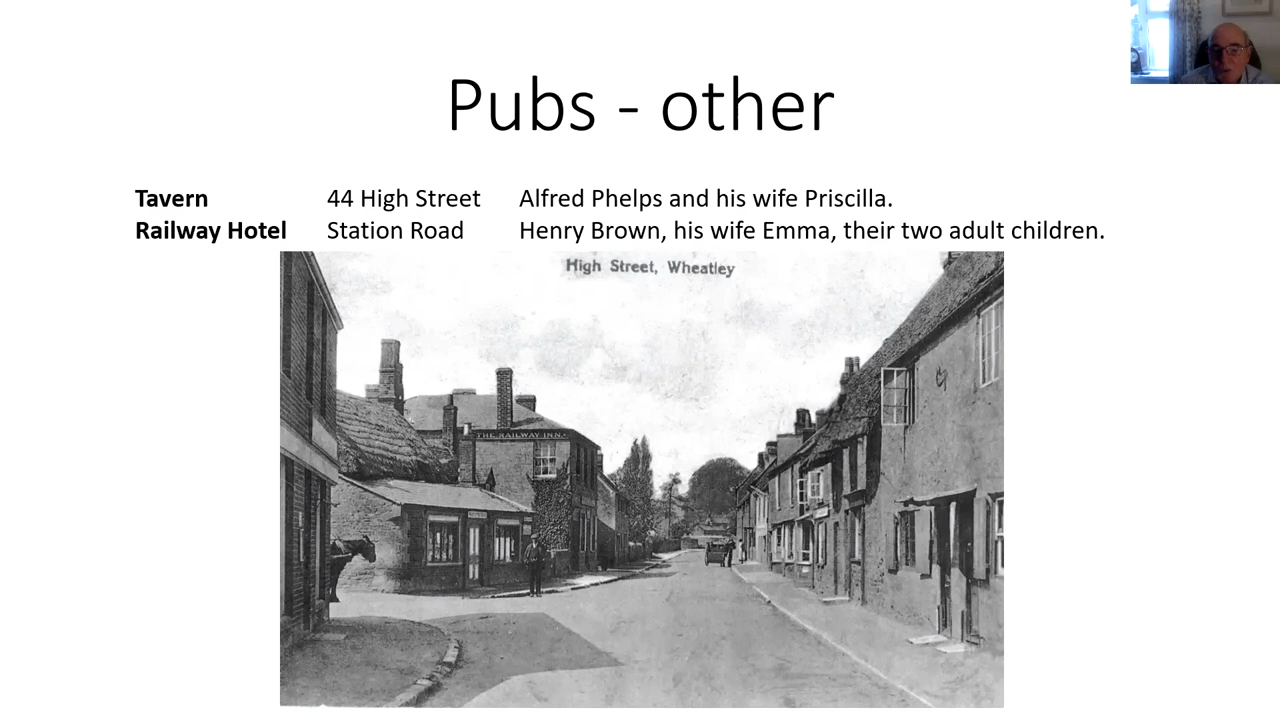 Pubs - other
Tavern 44 High Street Alfred Phelps and his wife Priscilla.
Railway Hotel Station Road Henry Brown, his wife Emma, their two adult children.
High Street, Wheatley
THE RAILWAY INN.